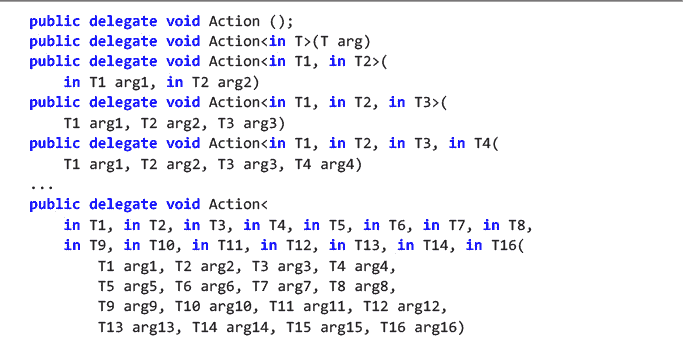 public delegate void Action ();
public delegate void Action<in T>(T arg)
public delegate void Action<in T1, in T2>(
in T1 arg1, in T2 arg2)
public delegate void Action<in T1, in T2, in T3>(
T1 arg1, T2 arg2, T3 arg3)
public delegate void Action<in T1, in T2, in T3, in T4(
T1 arg1, T2 arg2, T3 arg3, T4 arg4)
...
public delegate void Action<
in T1, in T2, in T3, in T4, in T5, in T6, in T7, in T8,
in T9, in T10, in T11, in T12, in T13, in T14, in T16(
T1 arg1, T2 arg2, T3 arg3, T4 arg4,
T5 arg5, T6 arg6, T7 arg7, T8 arg8,
T9 arg9, T10 arg10, T11 arg11, T12 arg12,
T13 arg13, T14 arg14, T15 arg15, T16 arg16)